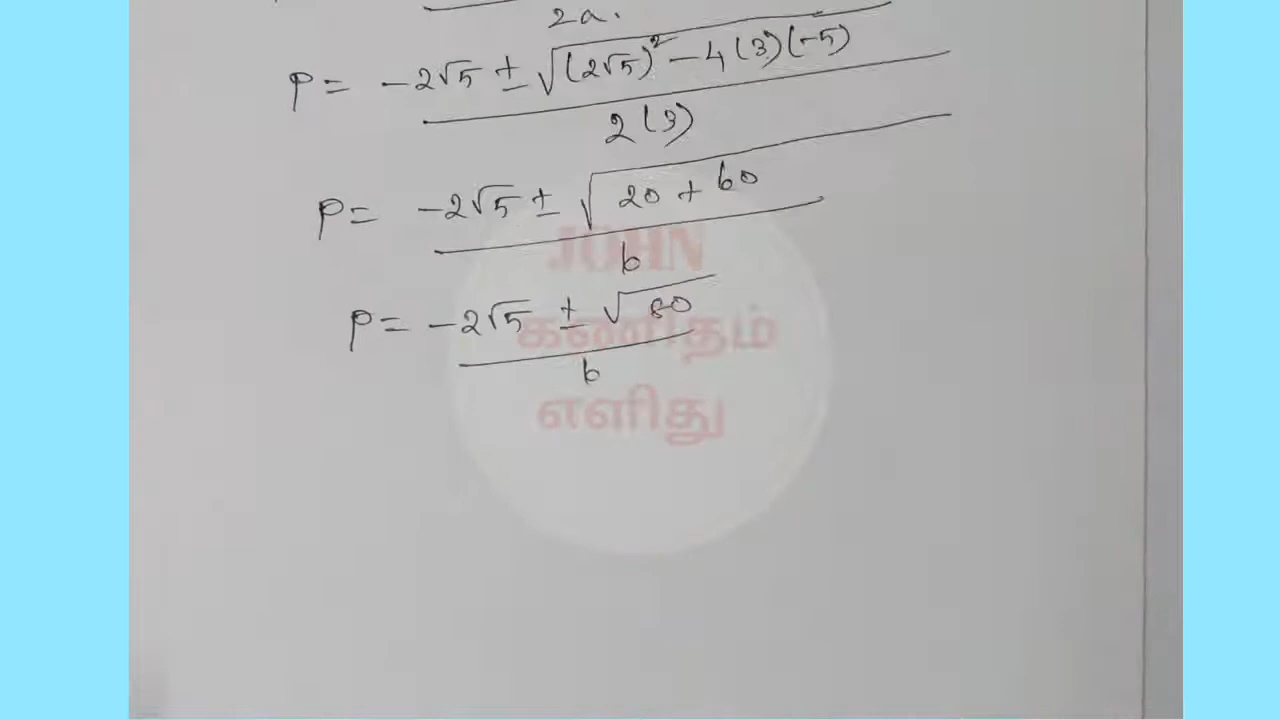 2a.
P = -2√5 ± √(2√5)² - 4(3)(-5)
2(3)
P = -2√5 ± √20 + 60
6
P = -2√5 ± √80
6
JOHN
கணிதம்
எளிது